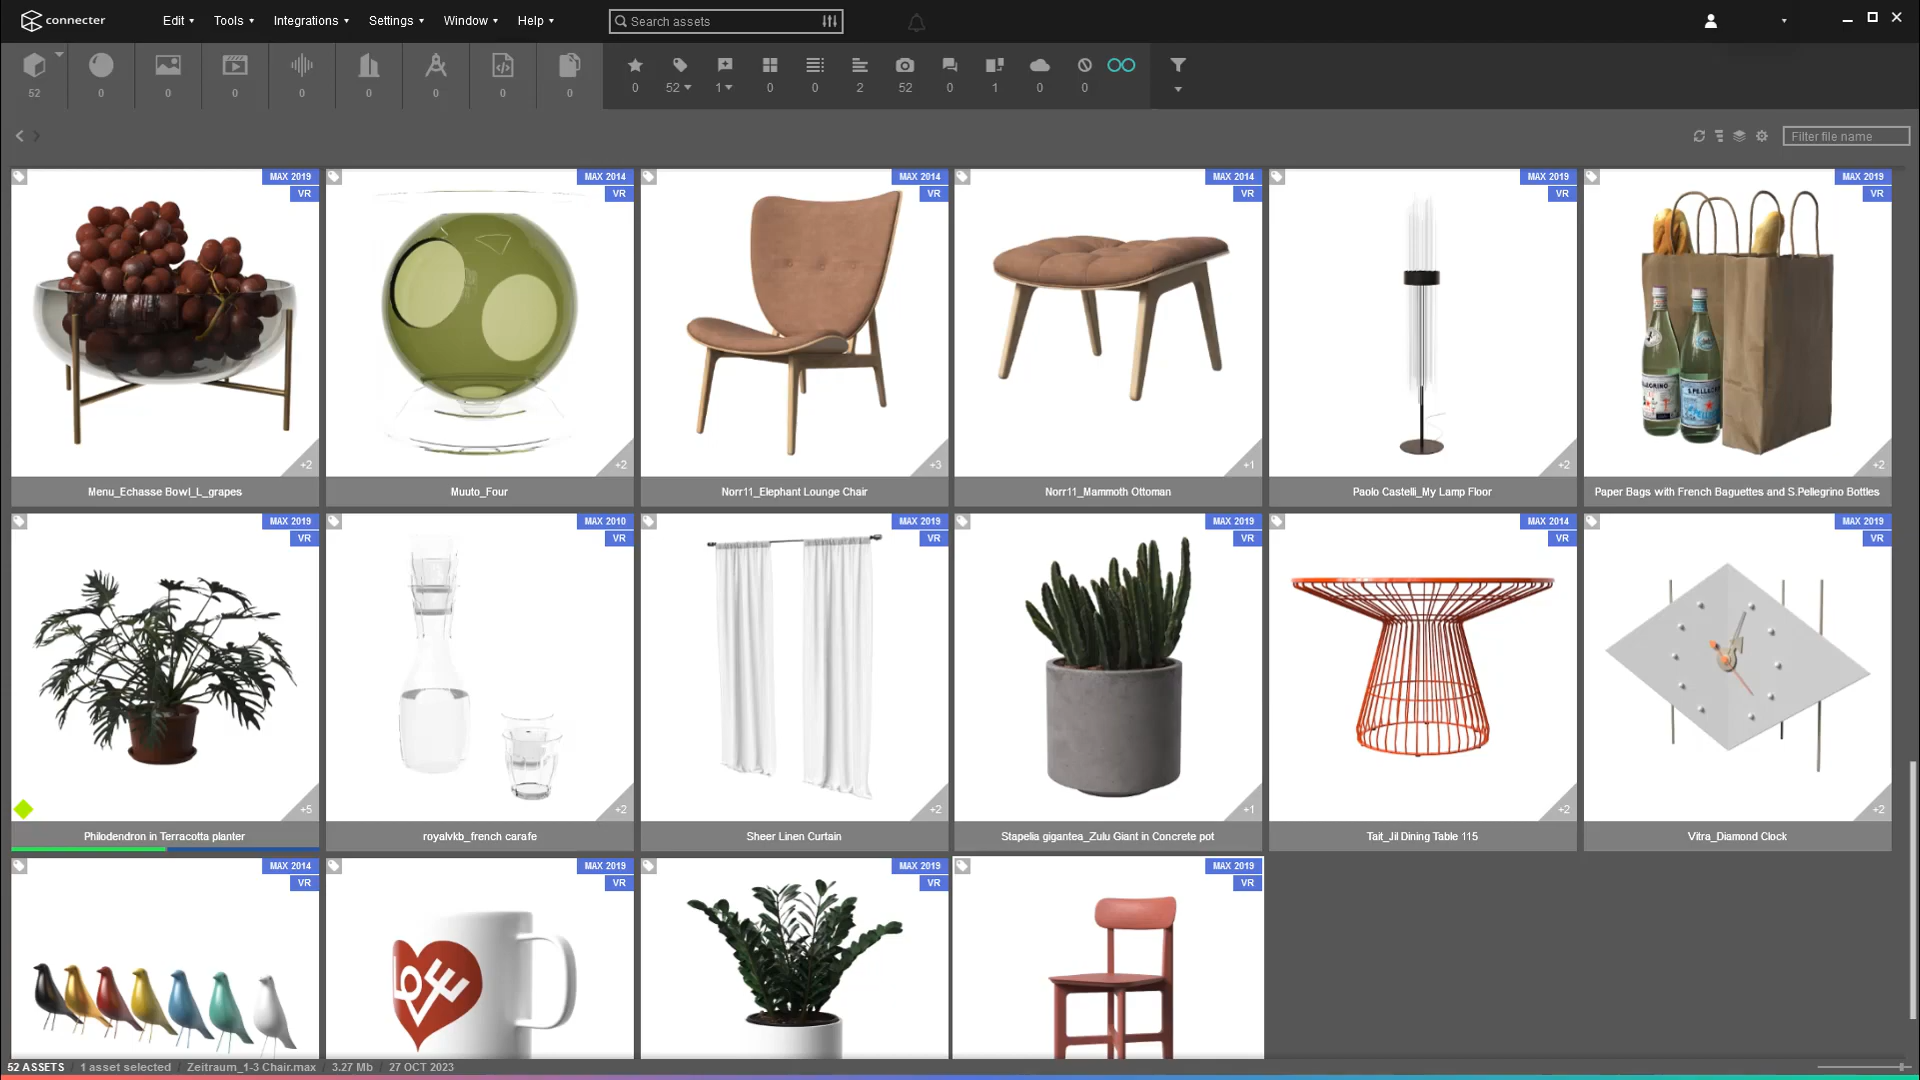 connecter Edit Tools Integrations Settings Window Help Search assets
52 0 0 0 0 0 0 0 0 0 52 1 0 0 2 52 0 1 0 0
Filter file name
MAX 2019 MAX 2014 MAX 2014 MAX 2014 MAX 2019 MAX 2019
VR VR VR VR VR VR
S.PELLEGRINO
+2 +2 +3 +1 +2 +2
Menu_Echasse Bowl_L_grapes Muuto_Four Norr11_Elephant Lounge Chair Norr11_Mammoth Ottoman Paolo Castelli_My Lamp Floor Paper Bags with French Baguettes and S.Pellegrino Bottles
MAX 2019 MAX 2010 MAX 2019 MAX 2019 MAX 2014 MAX 2019
VR VR VR VR VR VR
+5 +2 +2 +1 +2 +2
Philodendron in Terracotta planter royalvkb_french carafe Sheer Linen Curtain Stapelia gigantea_Zulu Giant in Concrete pot Tait_Jil Dining Table 115 Vitra_Diamond Clock
MAX 2014 MAX 2019 MAX 2019 MAX 2019
VR VR VR VR
LOVE
52 ASSETS / 1 asset selected / Zeitraum_1-3 Chair.max / 3.27 Mb / 27 OCT 2023